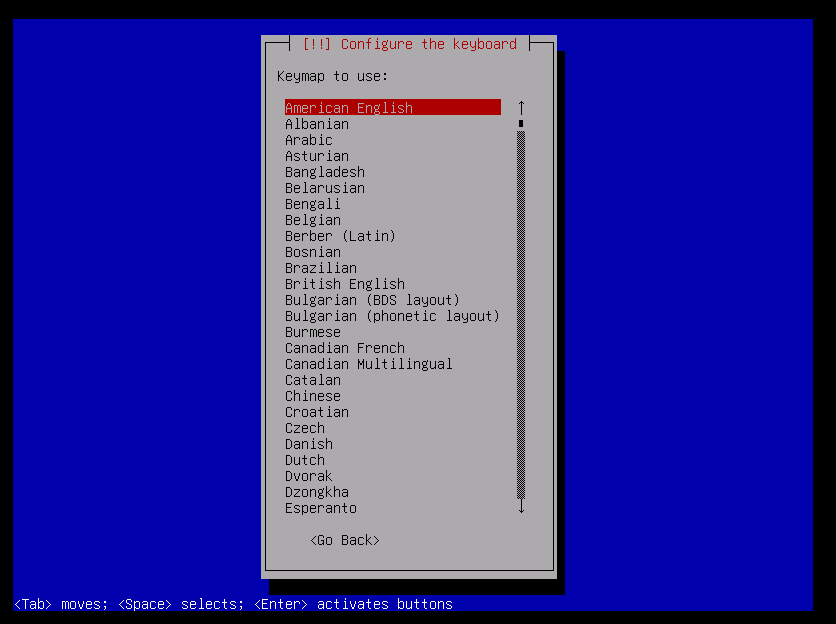 [!!] Configure the keyboard
Keymap to use:
American English
Albanian
Arabic
Asturian
Bangladesh
Belarusian
Bengali
Belgian
Berber (Latin)
Bosnian
Brazilian
British English
Bulgarian (BDS layout)
Bulgarian (phonetic layout)
Burmese
Canadian French
Canadian Multilingual
Catalan
Chinese
Croatian
Czech
Danish
Dutch
Dvorak
Dzongkha
Esperanto
<Go Back>
<Tab> moves; <Space> selects; <Enter> activates buttons